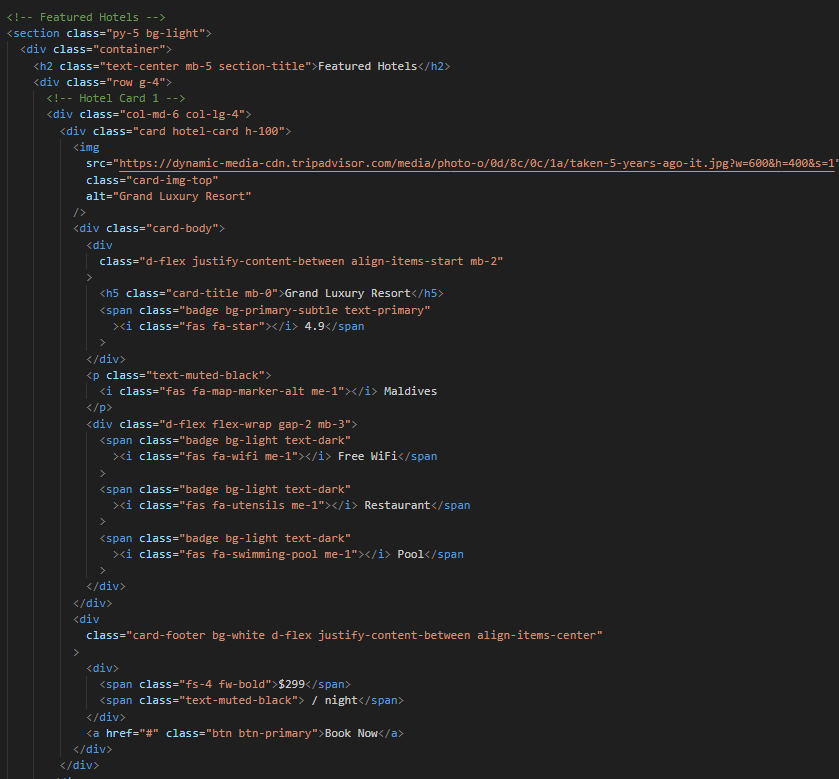 <!-- Featured Hotels -->
<section class="py-5 bg-light">
<div class="container">
<h2 class="text-center mb-5 section-title">Featured Hotels</h2>
<div class="row g-4">
<!-- Hotel Card 1 -->
<div class="col-md-6 col-lg-4">
<div class="card hotel-card h-100">
<img
src="https://dynamic-media-cdn.tripadvisor.com/media/photo-o/0d/8c/0c/1a/taken-5-years-ago-it.jpg?w=600&h=400&s=1"
class="card-img-top"
alt="Grand Luxury Resort"
/>
<div class="card-body">
<div
class="d-flex justify-content-between align-items-start mb-2"
>
<h5 class="card-title mb-0">Grand Luxury Resort</h5>
<span class="badge bg-primary-subtle text-primary"
><i class="fas fa-star"></i> 4.9</span
>
</div>
<p class="text-muted-black">
<i class="fas fa-map-marker-alt me-1"></i> Maldives
</p>
<div class="d-flex flex-wrap gap-2 mb-3">
<span class="badge bg-light text-dark"
><i class="fas fa-wifi me-1"></i> Free WiFi</span
>
<span class="badge bg-light text-dark"
><i class="fas fa-utensils me-1"></i> Restaurant</span
>
<span class="badge bg-light text-dark"
><i class="fas fa-swimming-pool me-1"></i> Pool</span
>
</div>
</div>
<div
class="card-footer bg-white d-flex justify-content-between align-items-center"
>
<div>
<span class="fs-4 fw-bold">$299</span>
<span class="text-muted-black"> / night</span>
</div>
<a href="#" class="btn btn-primary">Book Now</a>
</div>
</div>